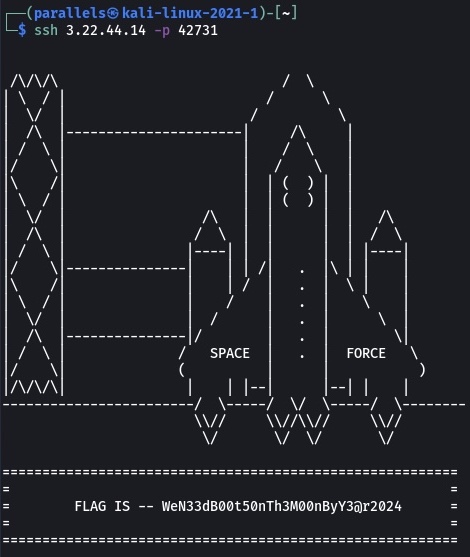 ┌──(parallels㉿kali-linux-2021-1)-[~]
└─$ ssh 3.22.44.14 -p 42731
SPACE FORCE
FLAG IS -- WeN33dB00t50nTh3M00nByY3@r2024